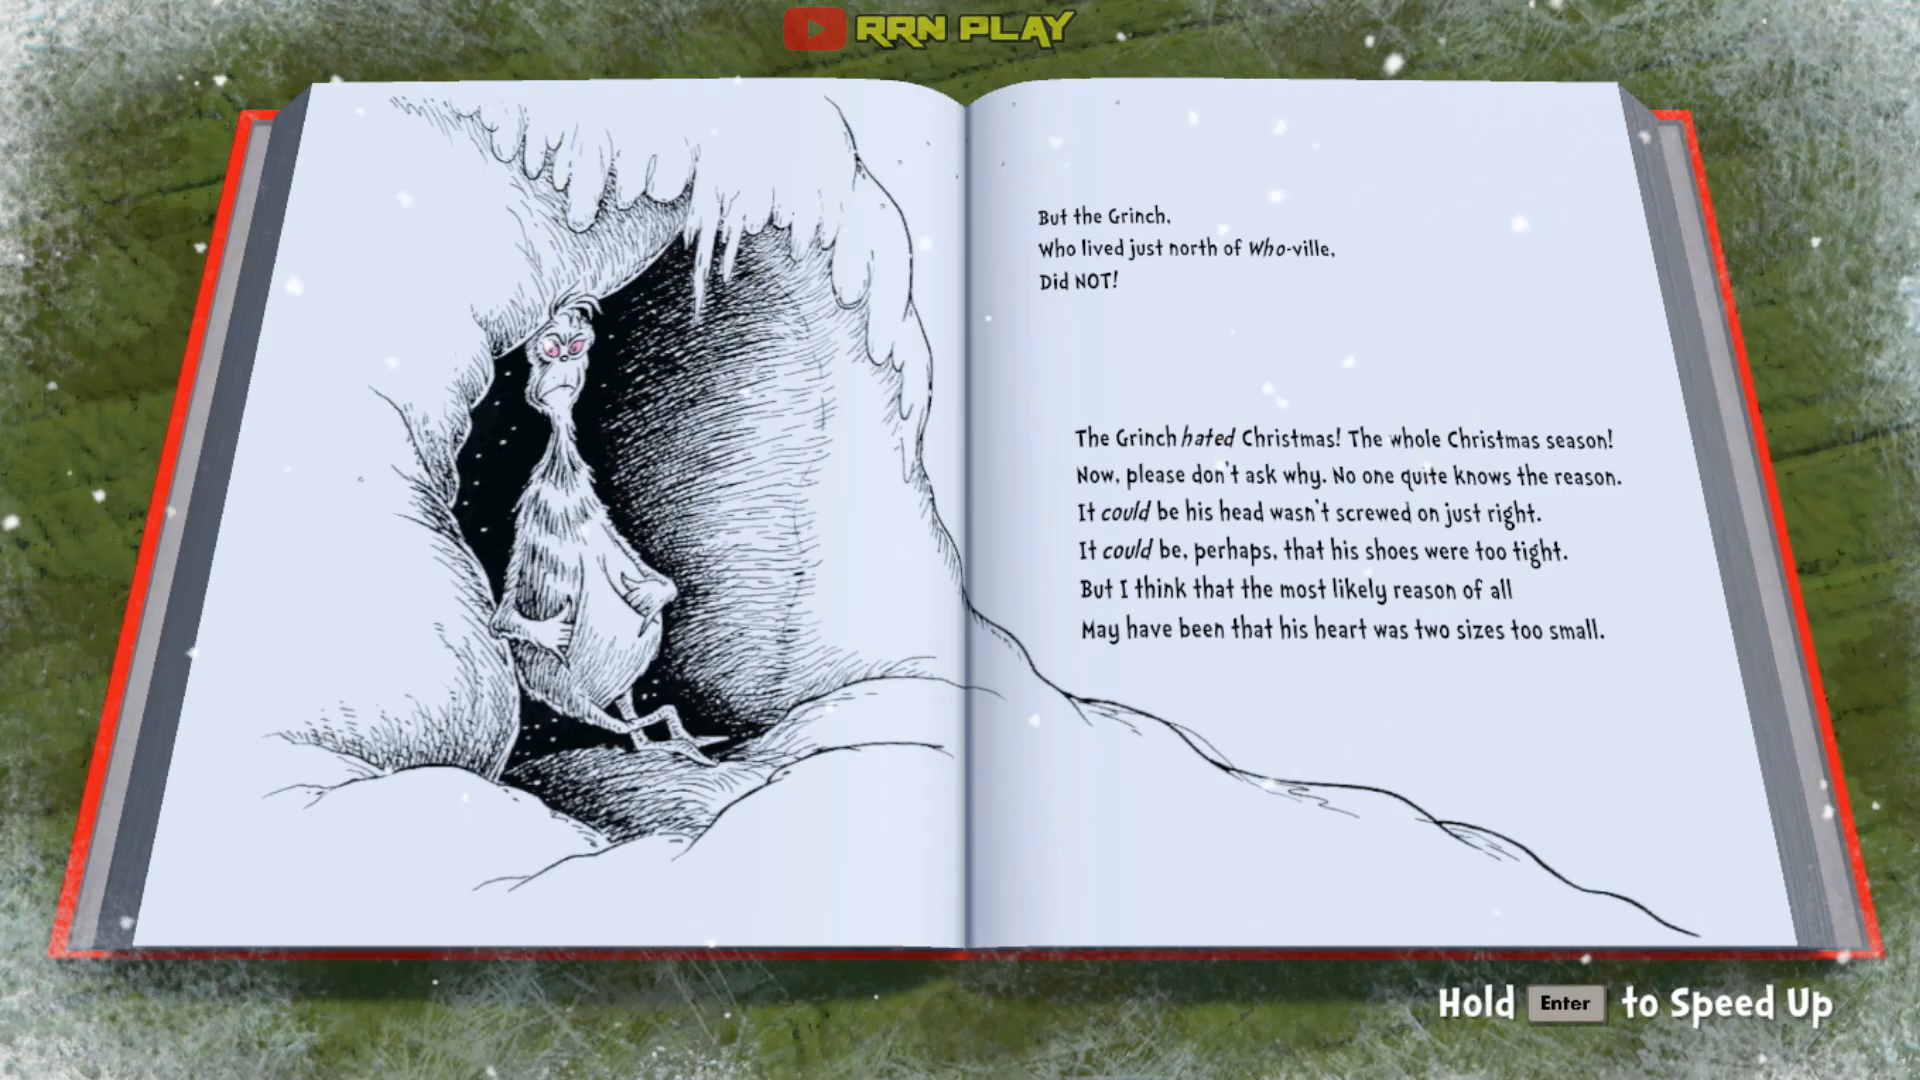 RRN PLAY
But the Grinch,
Who lived just north of Who-ville,
Did NOT!
The Grinch hated Christmas! The whole Christmas season!
Now, please don't ask why. No one quite knows the reason.
It could be his head wasn't screwed on just right.
It could be, perhaps, that his shoes were too tight.
But I think that the most likely reason of all
May have been that his heart was two sizes too small.
Hold Enter to Speed Up